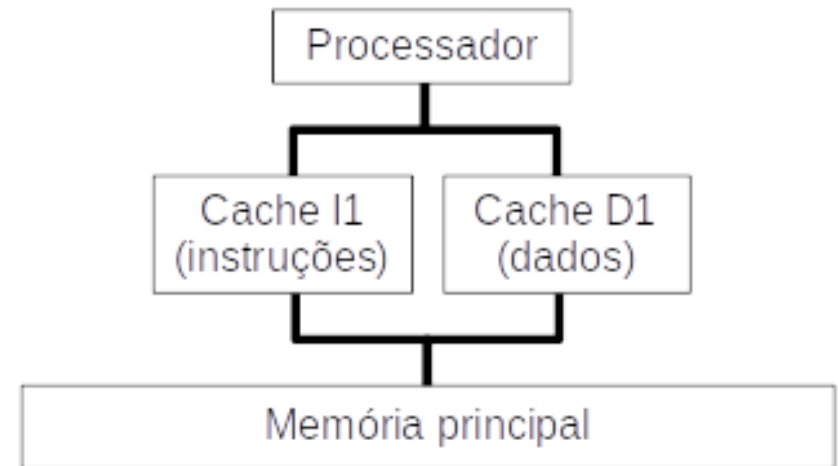 Processador
Cache I1
(instruções)
Cache D1
(dados)
Memória principal